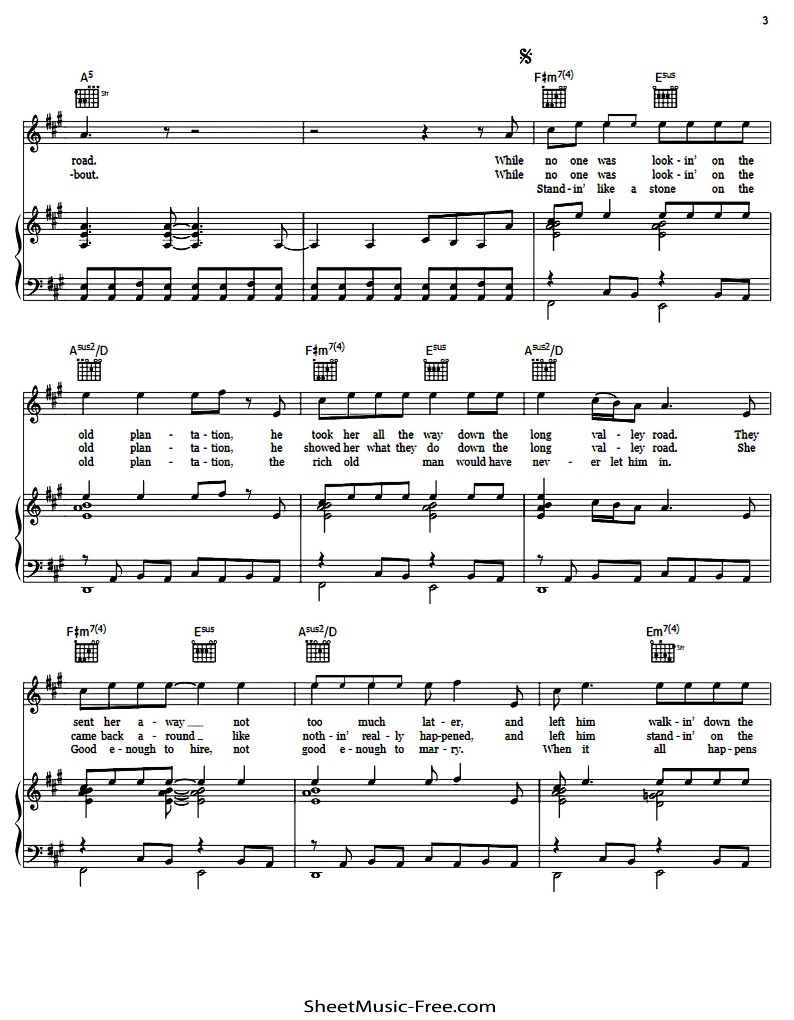 3
A5
F♯m7(4) Esus
5fr
road. While no one was look - in' on the
-bout. While no one was look - in' on the
Stand - in' like a stone on the
Asus2/D F♯m7(4) Esus Asus2/D
old plan - ta - tion, he took her all the way down the long val - ley road. They
old plan - ta - tion, he showed her what they do down the long val - ley road. She
old plan - ta - tion, the rich old man would have nev - er let him in.
F♯m7(4) Esus Asus2/D Em7(4)
5fr
sent her a - way __ not too much lat - er, and left him walk - in' down the
came back a - round _ like noth - in' real - ly hap - pened, and left him stand - in' on the
Good e - nough to hire, not good e - nough to mar - ry. When it all hap - pens
SheetMusic-Free.com